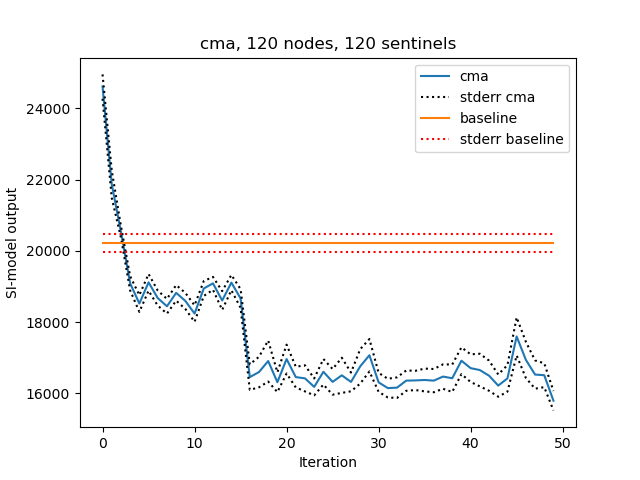 cma, 120 nodes, 120 sentinels
cma
stderr cma
baseline
stderr baseline
SI-model output
24000
22000
20000
18000
16000
0 10 20 30 40 50
Iteration